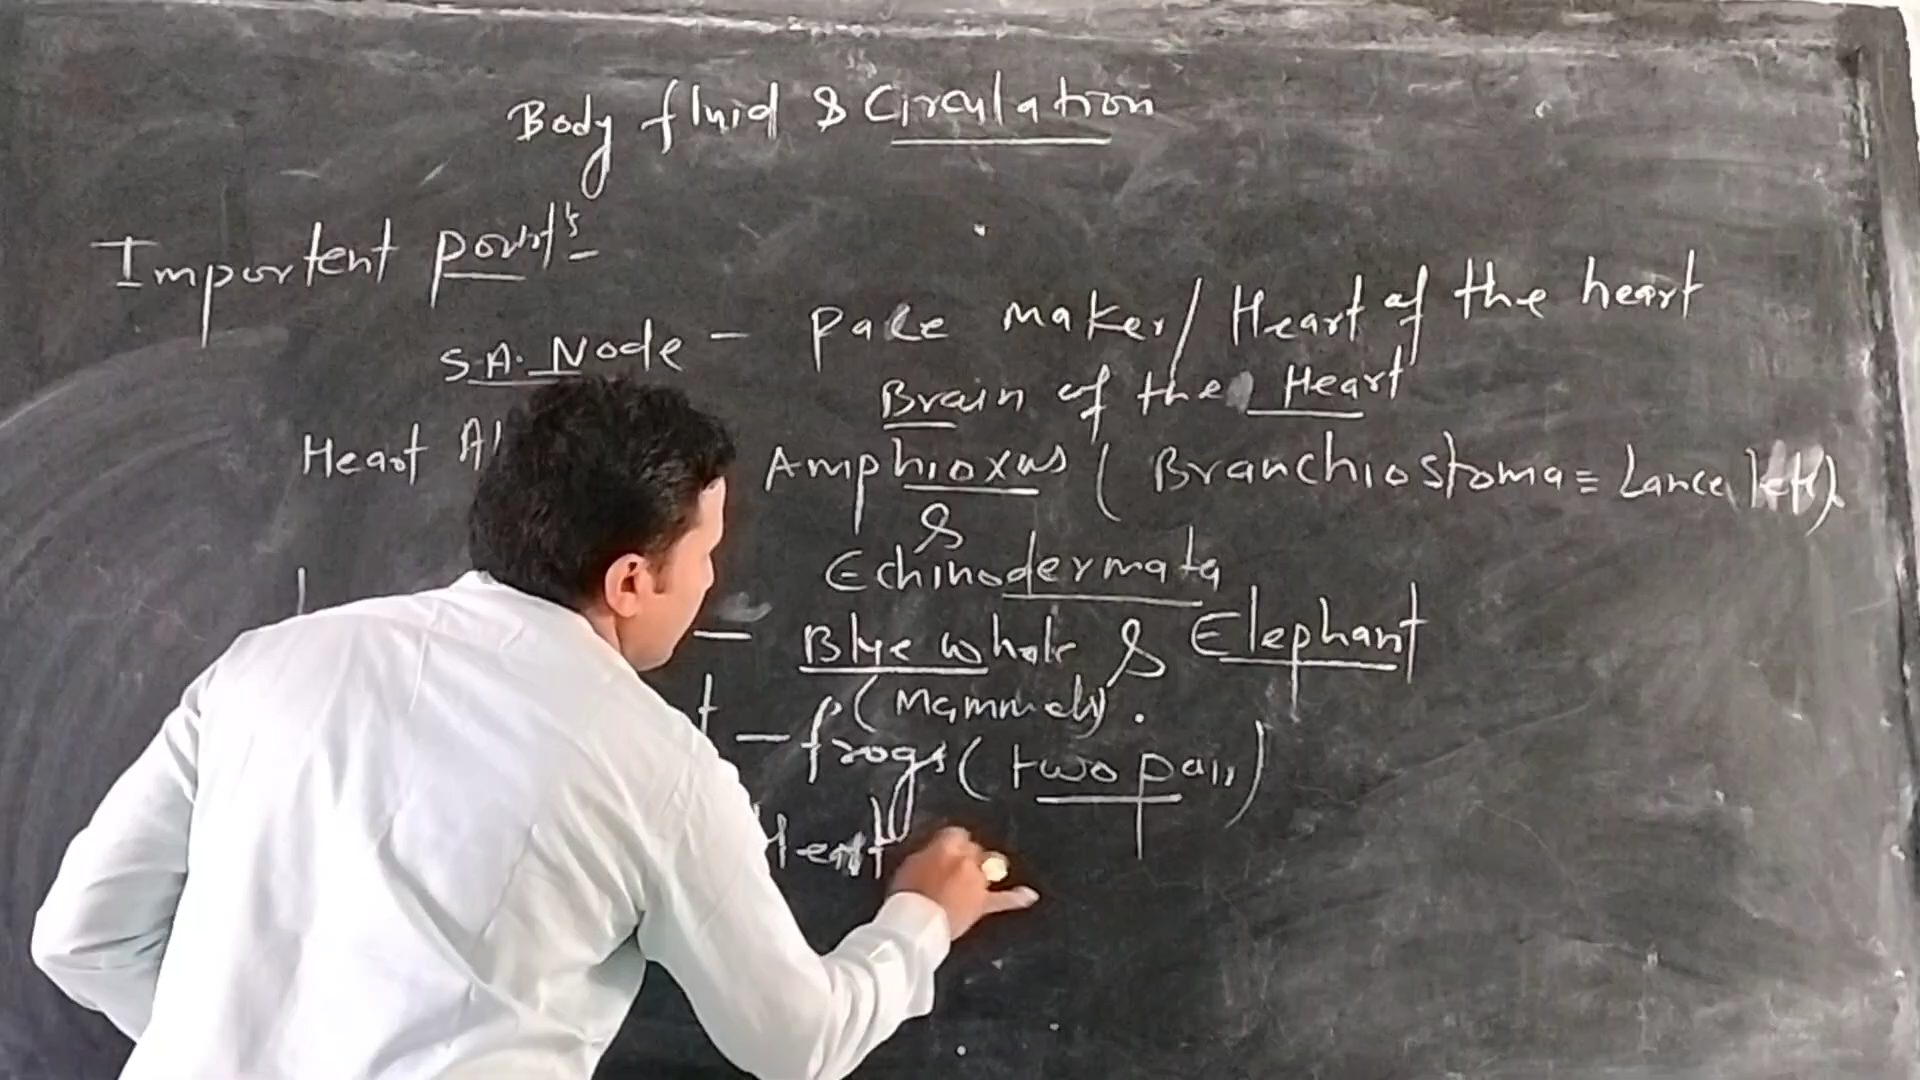 Body fluid & Circulation
Importent point's
S.A. Node - Pace maker/ Heart of the heart
Brain of the Heart
Heart Amphioxus ( Branchiostoma = Lancelets).
&
Echinodermata
- Blue whale & Elephant
(Mammals).
- frogs (two pair)
Heart